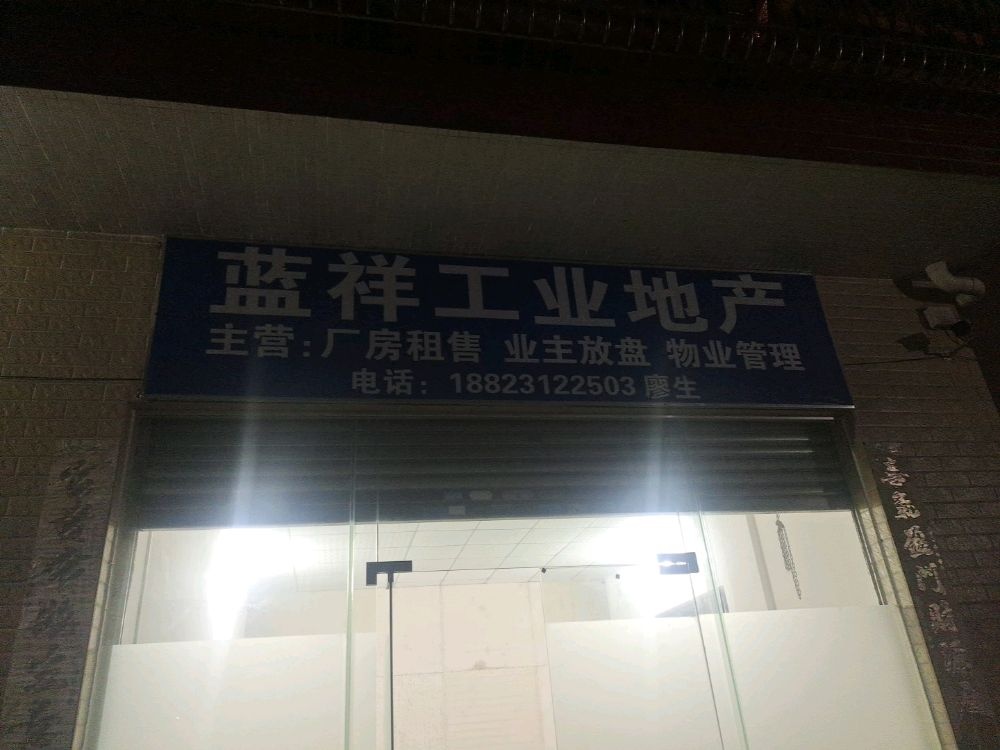 蓝祥工业地产
主营:厂房租售 业主放盘 物业管理
电话: 18823122503 廖生